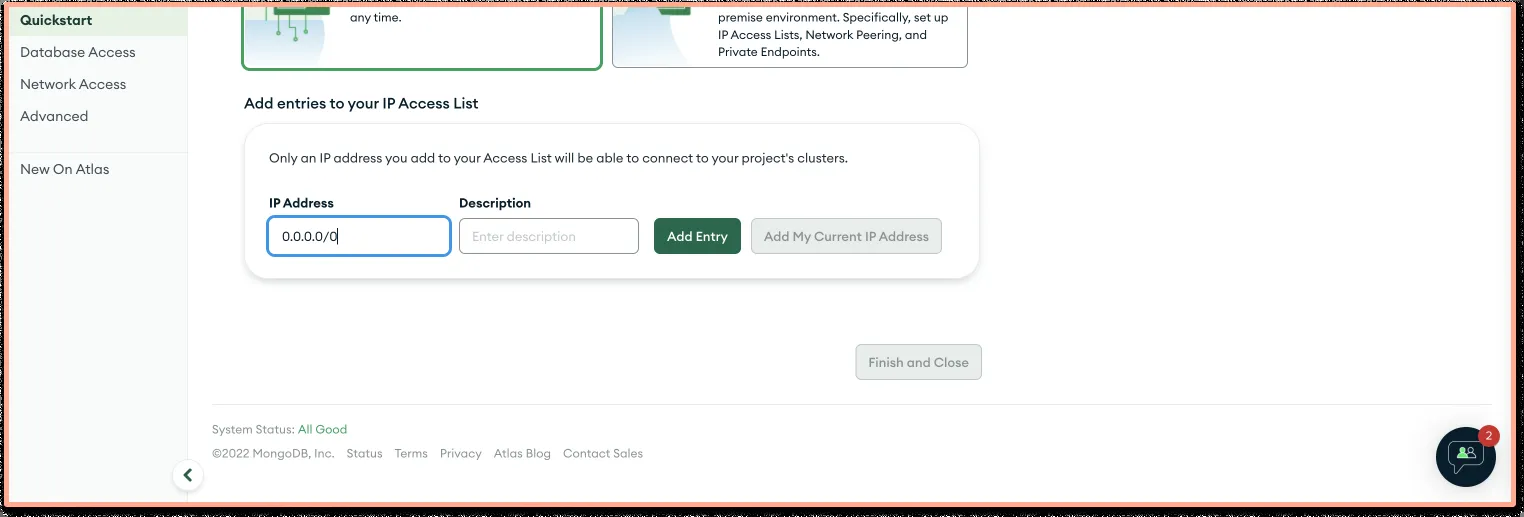 Quickstart
Database Access
Network Access
Advanced
New On Atlas
any time.
premise environment. Specifically, set up
IP Access Lists, Network Peering, and
Private Endpoints.
Add entries to your IP Access List
Only an IP address you add to your Access List will be able to connect to your project's clusters.
IP Address Description
0.0.0.0/0 Enter description Add Entry Add My Current IP Address
Finish and Close
System Status: All Good
©2022 MongoDB, Inc. Status Terms Privacy Atlas Blog Contact Sales
2